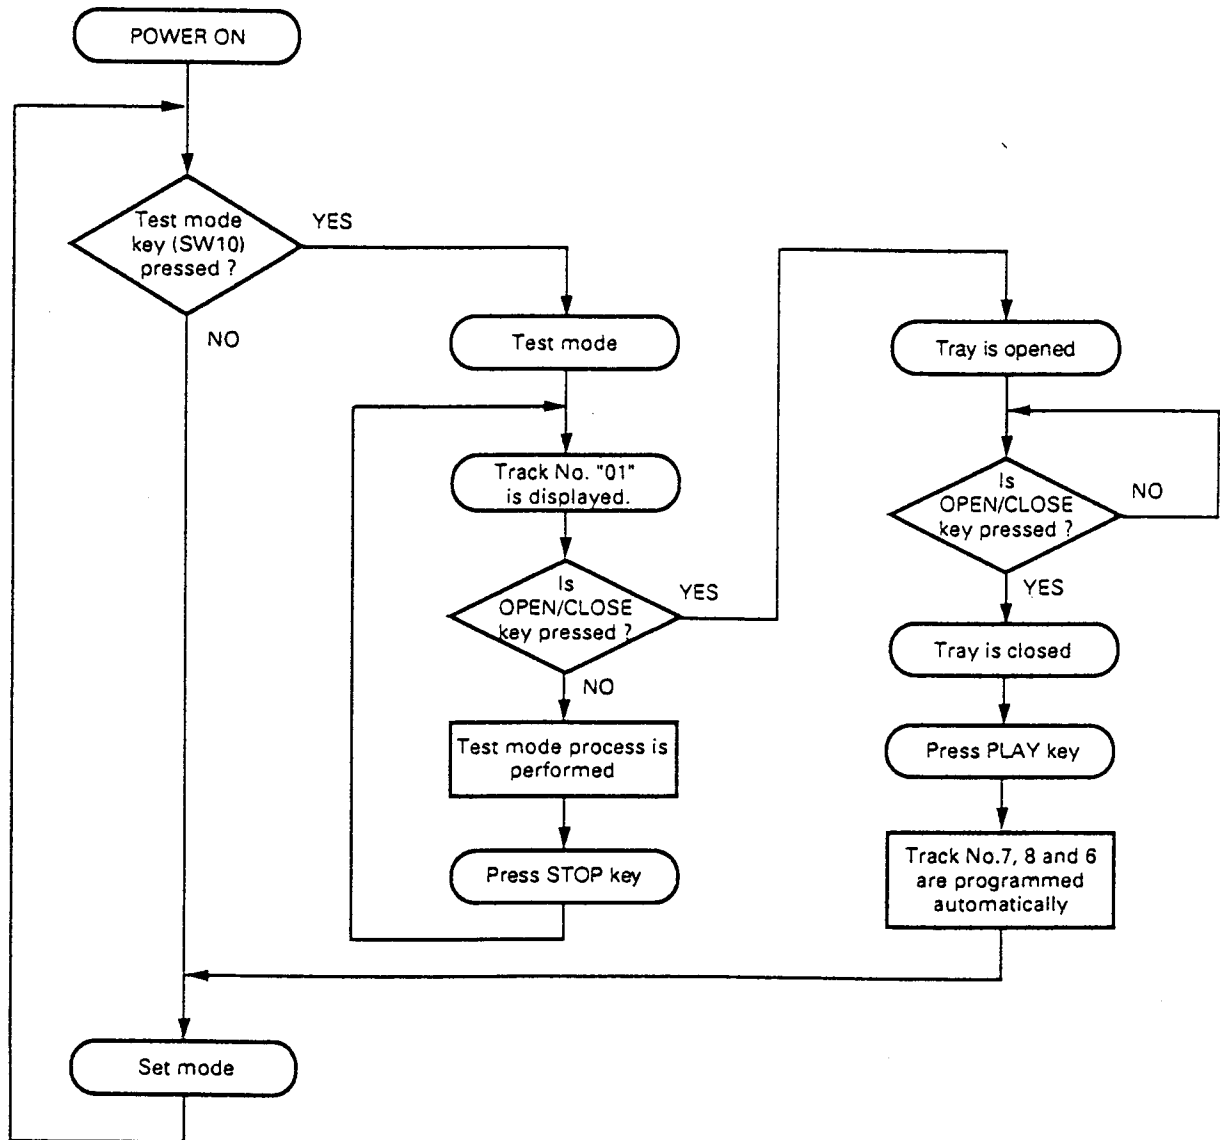 POWER ON
Test mode
key (SW10)
pressed ?
YES
NO
Test mode
Track No. "01"
is displayed.
Is
OPEN/CLOSE
key pressed ?
YES
NO
Test mode process is
performed
Press STOP key
Tray is opened
Is
OPEN/CLOSE
key pressed ?
NO
YES
Tray is closed
Press PLAY key
Track No.7, 8 and 6
are programmed
automatically
Set mode